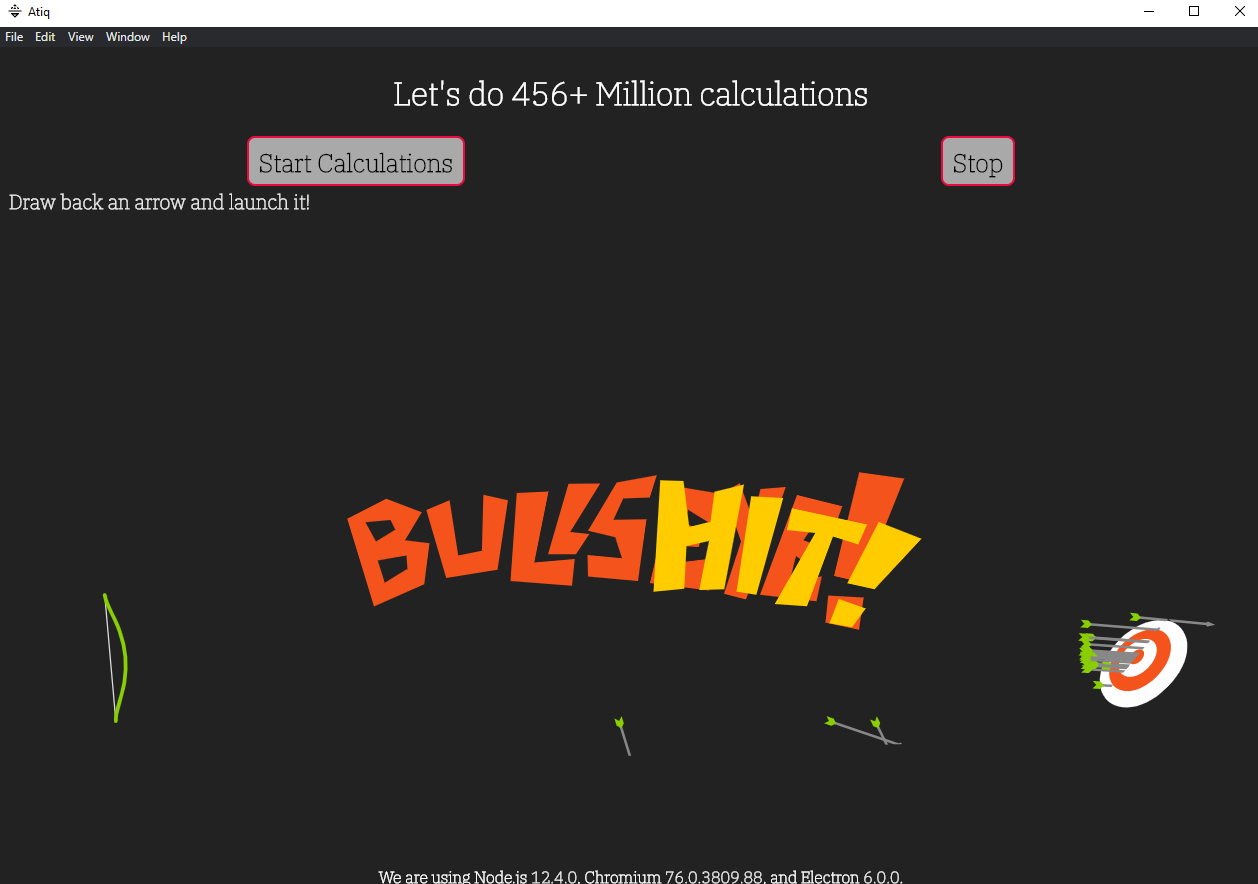 Atiq
File Edit View Window Help
Let's do 456+ Million calculations
Start Calculations
Stop
Draw back an arrow and launch it!
BULLS
HIT!
We are using Node.js 12.4.0, Chromium 76.0.3809.88, and Electron 6.0.0.